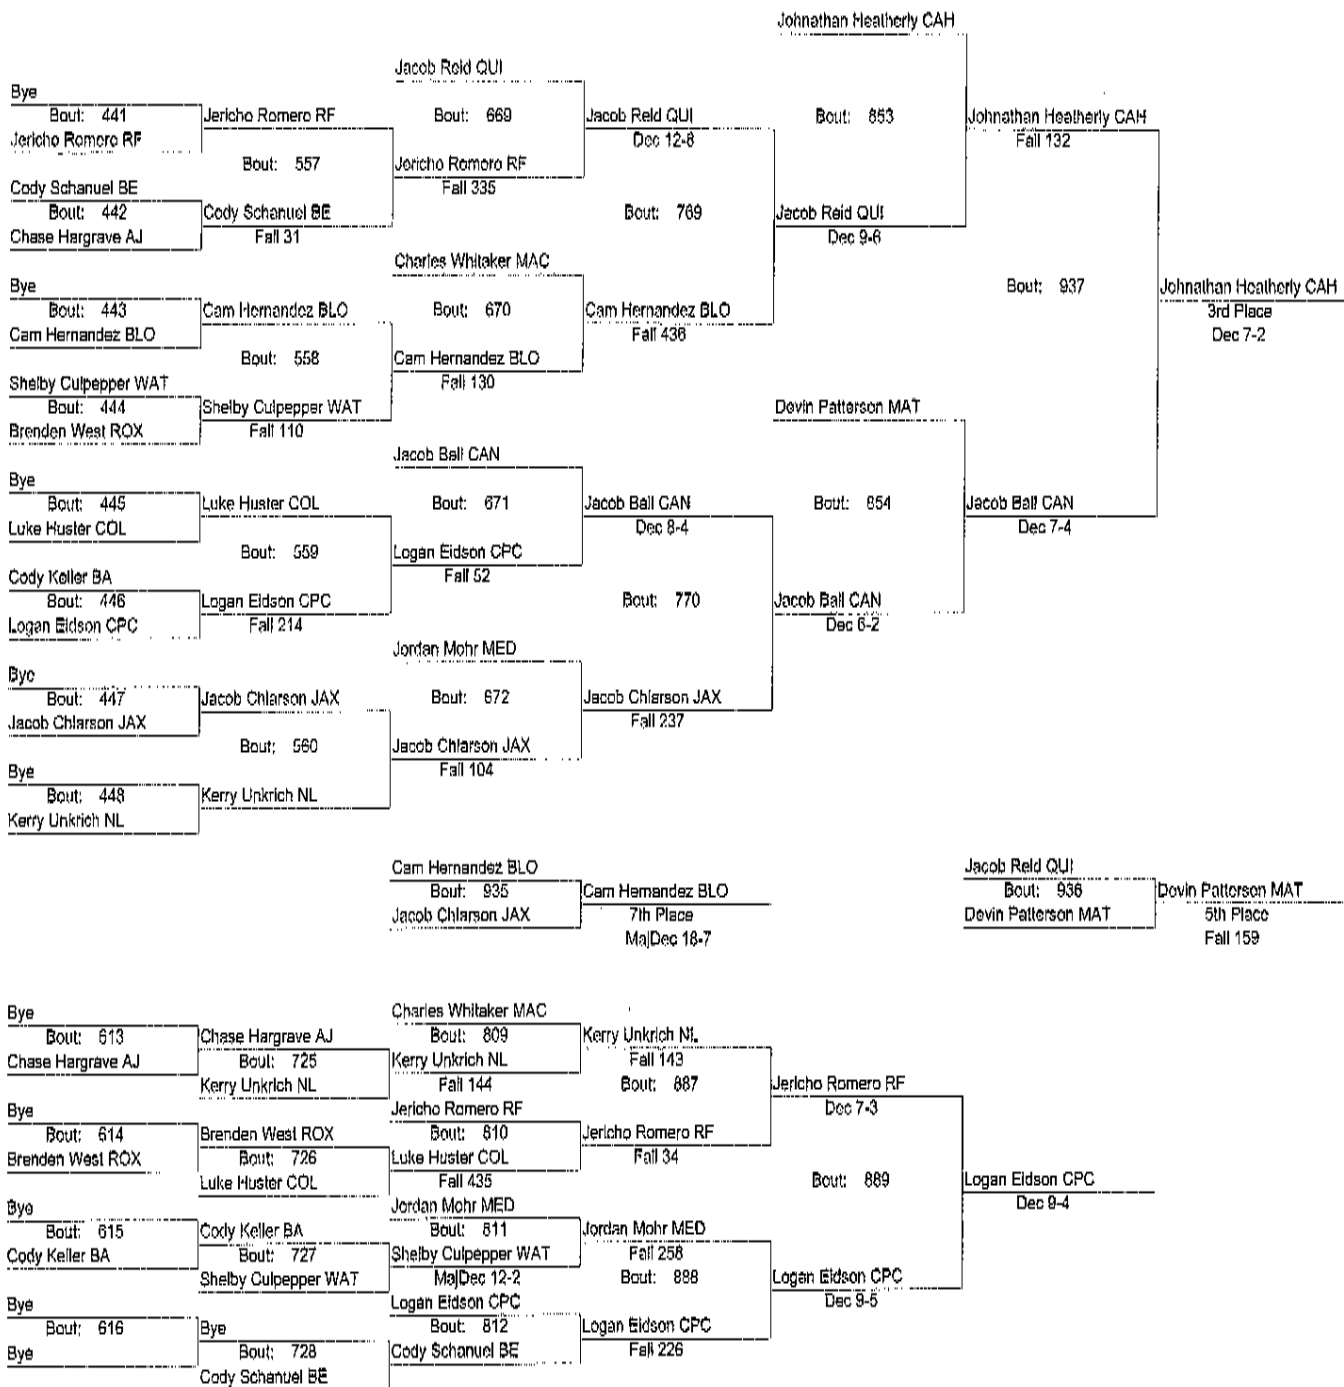 Johnathan Heatherly CAH
Jacob Reid QUI
Bye
Bout: 441
Jericho Romero RF
Jericho Romero RF
Bout: 669
Jacob Reid QUI
Dec 12-8
Bout: 853
Johnathan Heatherly CAH
Fall 132
Bout: 557
Jericho Romero RF
Fall 335
Cody Schanuel BE
Bout: 442
Chase Hargrave AJ
Cody Schanuel BE
Fall 31
Bout: 769
Jacob Reid QUI
Dec 9-6
Charles Whitaker MAC
Bye
Bout: 443
Cam Hernandez BLO
Cam Hernandez BLO
Bout: 670
Cam Hernandez BLO
Fall 436
Bout: 937
Johnathan Heatherly CAH
3rd Place
Dec 7-2
Bout: 558
Cam Hernandez BLO
Fall 130
Shelby Culpepper WAT
Bout: 444
Brenden West ROX
Shelby Culpepper WAT
Fall 110
Devin Patterson MAT
Jacob Ball CAN
Bye
Bout: 445
Luke Huster COL
Luke Huster COL
Bout: 671
Jacob Ball CAN
Dec 8-4
Bout: 854
Jacob Ball CAN
Dec 7-4
Bout: 559
Logan Eidson CPC
Fall 52
Cody Keller BA
Bout: 446
Logan Eidson CPC
Logan Eidson CPC
Fall 214
Bout: 770
Jacob Ball CAN
Dec 6-2
Jordan Mohr MED
Bye
Bout: 447
Jacob Chiarson JAX
Jacob Chiarson JAX
Bout: 672
Jacob Chiarson JAX
Fall 237
Bout: 560
Jacob Chiarson JAX
Fall 104
Bye
Bout: 448
Kerry Unkrich NL
Kerry Unkrich NL
Cam Hernandez BLO
Bout: 935
Jacob Chiarson JAX
Cam Hernandez BLO
7th Place
MajDec 18-7
Jacob Reid QUI
Bout: 936
Devin Patterson MAT
Devin Patterson MAT
5th Place
Fall 159
Bye
Bout: 613
Chase Hargrave AJ
Chase Hargrave AJ
Bout: 725
Kerry Unkrich NL
Charles Whitaker MAC
Bout: 809
Kerry Unkrich NL
Fall 144
Kerry Unkrich NL
Fall 143
Bout: 887
Jericho Romero RF
Dec 7-3
Bye
Bout: 614
Brenden West ROX
Brenden West ROX
Bout: 726
Luke Huster COL
Jericho Romero RF
Bout: 810
Luke Huster COL
Fall 435
Jericho Romero RF
Fall 34
Bout: 889
Logan Eidson CPC
Dec 9-4
Bye
Bout: 615
Cody Keller BA
Cody Keller BA
Bout: 727
Shelby Culpepper WAT
Jordan Mohr MED
Bout: 811
Shelby Culpepper WAT
MajDec 12-2
Jordan Mohr MED
Fall 258
Bout: 888
Logan Eidson CPC
Dec 9-5
Bye
Bout: 616
Bye
Bye
Bout: 728
Cody Schanuel BE
Logan Eidson CPC
Bout: 812
Cody Schanuel BE
Logan Eidson CPC
Fall 226